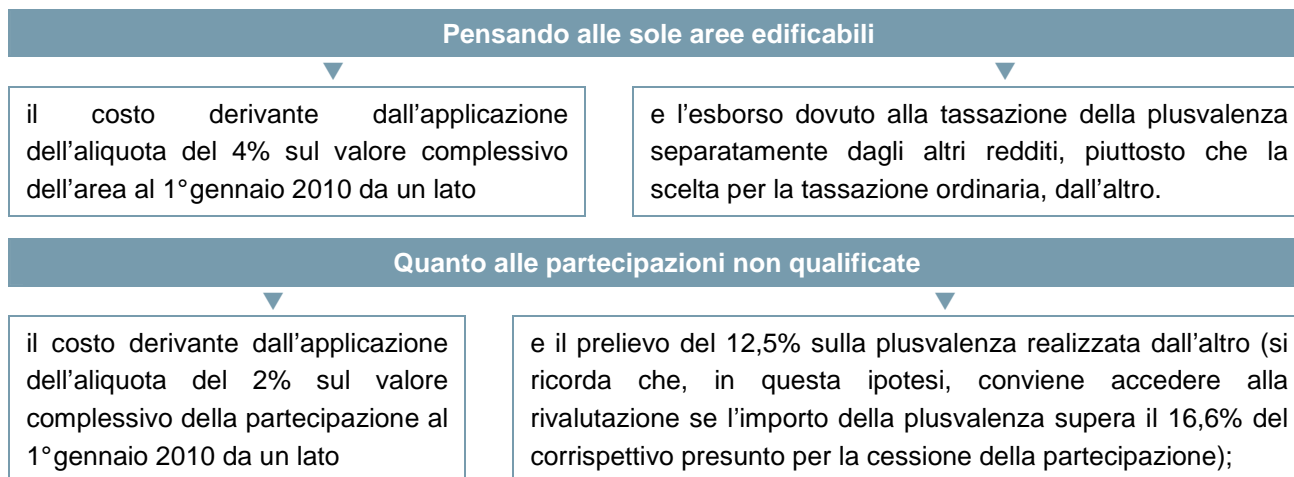 Pensando alle sole aree edificabili
il costo derivante dall'applicazione
dell'aliquota del 4% sul valore complessivo
dell'area al 1° gennaio 2010 da un lato
e l'esborso dovuto alla tassazione della plusvalenza
separatamente dagli altri redditi, piuttosto che la
scelta per la tassazione ordinaria, dall'altro.
Quanto alle partecipazioni non qualificate
il costo derivante dall'applicazione
dell'aliquota del 2% sul valore
complessivo della partecipazione al
1° gennaio 2010 da un lato
e il prelievo del 12,5% sulla plusvalenza realizzata dall'altro (si
ricorda che, in questa ipotesi, conviene accedere alla
rivalutazione se l'importo della plusvalenza supera il 16,6% del
corrispettivo presunto per la cessione della partecipazione);